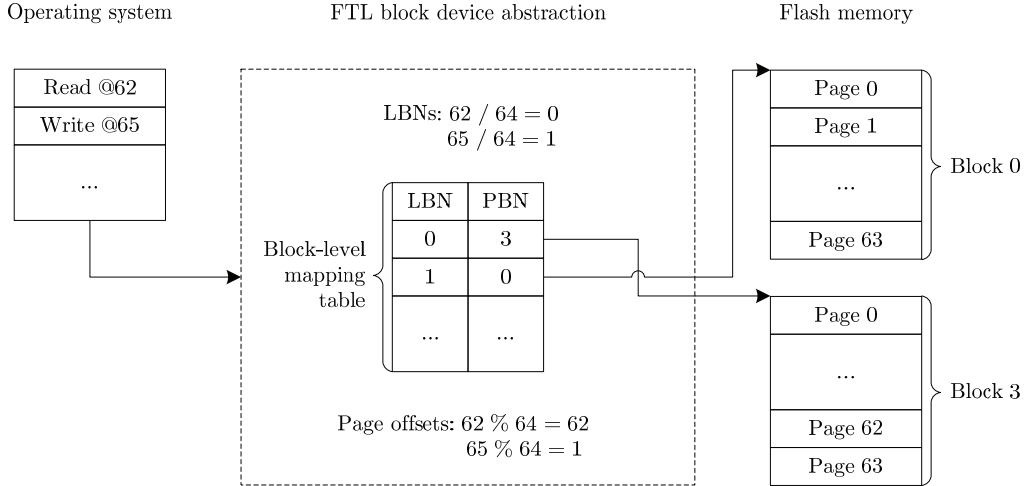 Operating system
FTL block device abstraction
Flash memory
Read @62
Write @65
...
LBNs: 62 / 64 = 0
65 / 64 = 1
Block-level
mapping
table
LBN PBN
0 3
1 0
... ...
Page offsets: 62 % 64 = 62
65 % 64 = 1
Page 0
Page 1
...
Page 63
Block 0
Page 0
...
Page 62
Page 63
Block 3